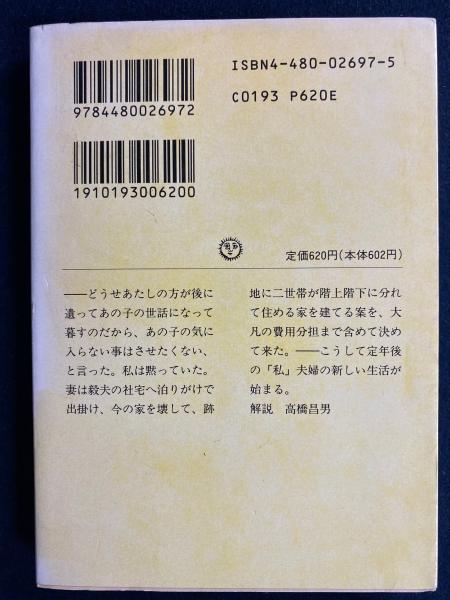 ISBN4-480-02697-5
C0193 P620E
9784480026972
1910193006200
定価620円(本体602円)
──どうせあたしの方が後に
遺ってあの子の世話になって
暮すのだから、あの子の気に
入らない事はさせたくない、
と言った。私は黙っていた。
妻は毅夫の社宅へ泊りがけで
出掛け、今の家を壊して、跡
地に二世帯が階上階下に分れ
て住める家を建てる案を、大
凡の費用分担まで含めて決め
て来た。──こうして定年後
の「私」夫婦の新しい生活が
始まる。
解説 高橋昌男